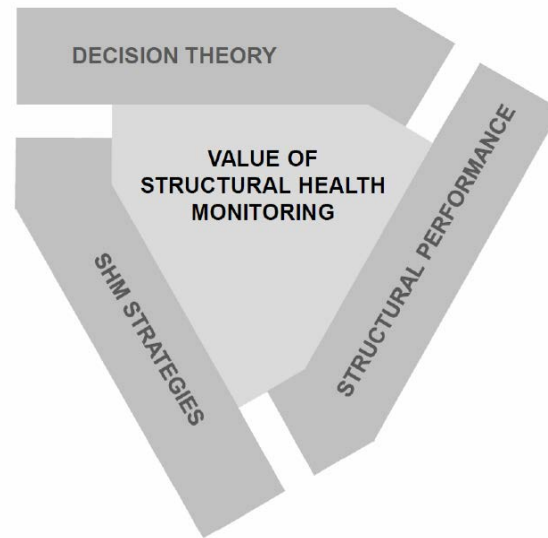 DECISION THEORY
VALUE OF
STRUCTURAL HEALTH
MONITORING
STRUCTURAL PERFORMANCE
SHM STRATEGIES